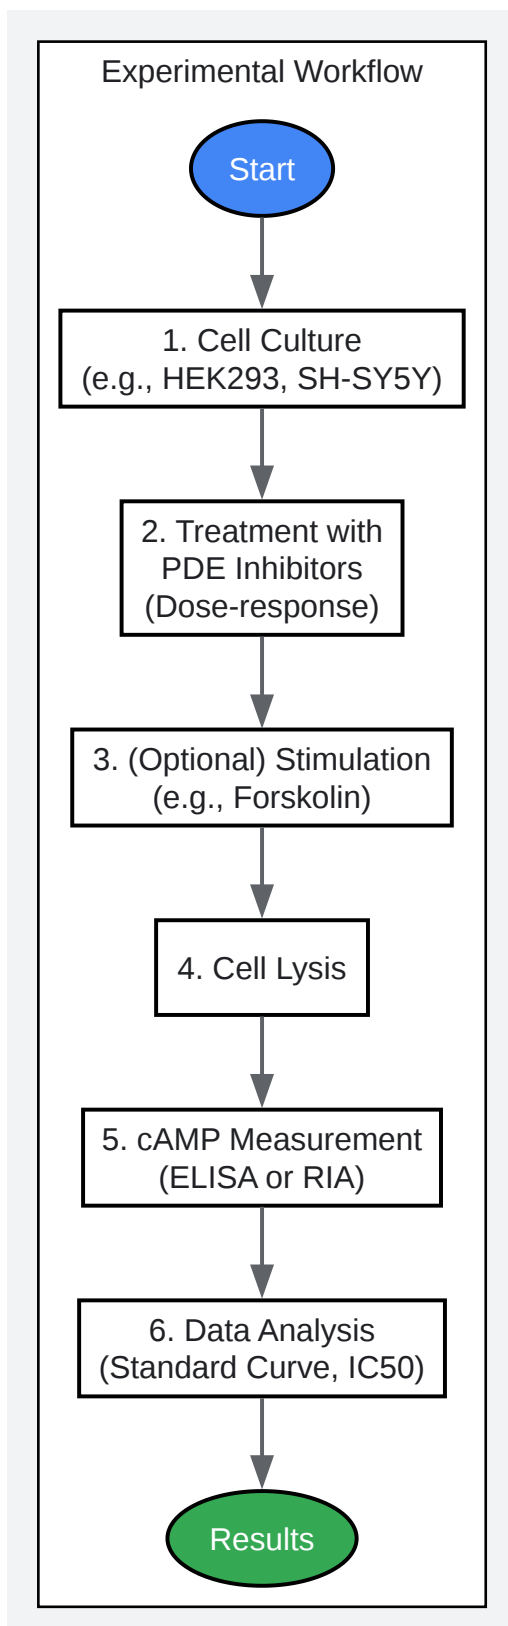 Experimental Workflow
Start
1. Cell Culture
(e.g., HEK293, SH-SY5Y)
2. Treatment with
PDE Inhibitors
(Dose-response)
3. (Optional) Stimulation
(e.g., Forskolin)
4. Cell Lysis
5. cAMP Measurement
(ELISA or RIA)
6. Data Analysis
(Standard Curve, IC50)
Results